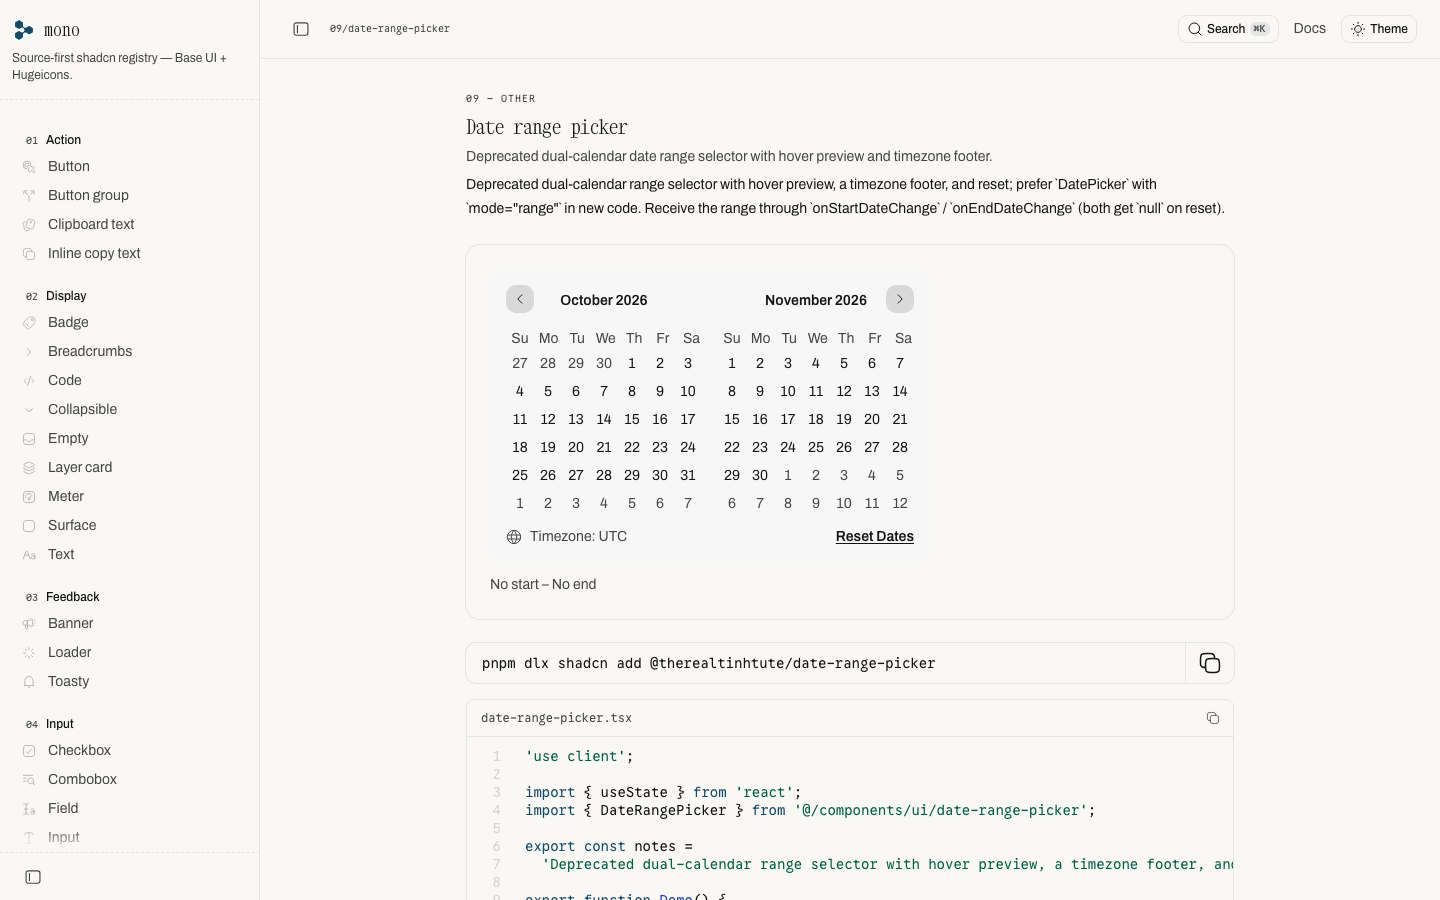 mono
Source-first shadcn registry — Base UI +
Hugeicons.
01 Action
Button
Button group
Clipboard text
Inline copy text
02 Display
Badge
Breadcrumbs
Code
Collapsible
Empty
Layer card
Meter
Surface
Text
03 Feedback
Banner
Loader
Toasty
04 Input
Checkbox
Combobox
Field
Input
09/date-range-picker
Search ⌘K
Docs
Theme
09 — OTHER
Date range picker
Deprecated dual-calendar date range selector with hover preview and timezone footer.
Deprecated dual-calendar range selector with hover preview, a timezone footer, and reset; prefer `DatePicker` with
`mode="range"` in new code. Receive the range through `onStartDateChange` / `onEndDateChange` (both get `null` on reset).
October 2026
Su Mo Tu We Th Fr Sa
27 28 29 30 1 2 3
4 5 6 7 8 9 10
11 12 13 14 15 16 17
18 19 20 21 22 23 24
25 26 27 28 29 30 31
1 2 3 4 5 6 7
November 2026
Su Mo Tu We Th Fr Sa
1 2 3 4 5 6 7
8 9 10 11 12 13 14
15 16 17 18 19 20 21
22 23 24 25 26 27 28
29 30 1 2 3 4 5
6 7 8 9 10 11 12
Timezone: UTC
Reset Dates
No start – No end
pnpm dlx shadcn add @therealtinhtute/date-range-picker
date-range-picker.tsx
1 'use client';
2
3 import { useState } from 'react';
4 import { DateRangePicker } from '@/components/ui/date-range-picker';
5
6 export const notes =
7 'Deprecated dual-calendar range selector with hover preview, a timezone footer, and
8
9 export function Demo() {